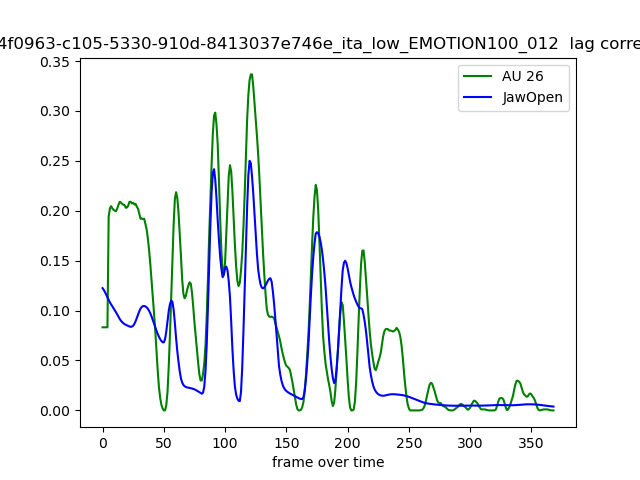 4f0963-c105-5330-910d-8413037e746e_ita_low_EMOTION100_012 lag corre
AU 26
JawOpen
0.35
0.30
0.25
0.20
0.15
0.10
0.05
0.00
0 50 100 150 200 250 300 350
frame over time